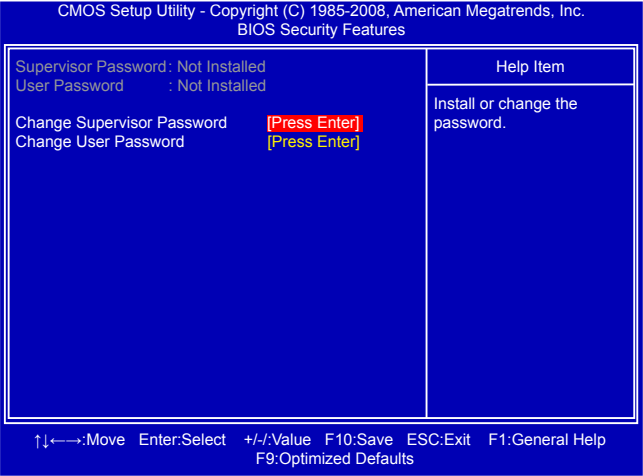 CMOS Setup Utility - Copyright (C) 1985-2008, American Megatrends, Inc.
BIOS Security Features
Supervisor Password : Not Installed
User Password : Not Installed
Change Supervisor Password [Press Enter]
Change User Password [Press Enter]
Help Item
Install or change the
password.
↑↓←→:Move Enter:Select +/-/:Value F10:Save ESC:Exit F1:General Help
F9:Optimized Defaults